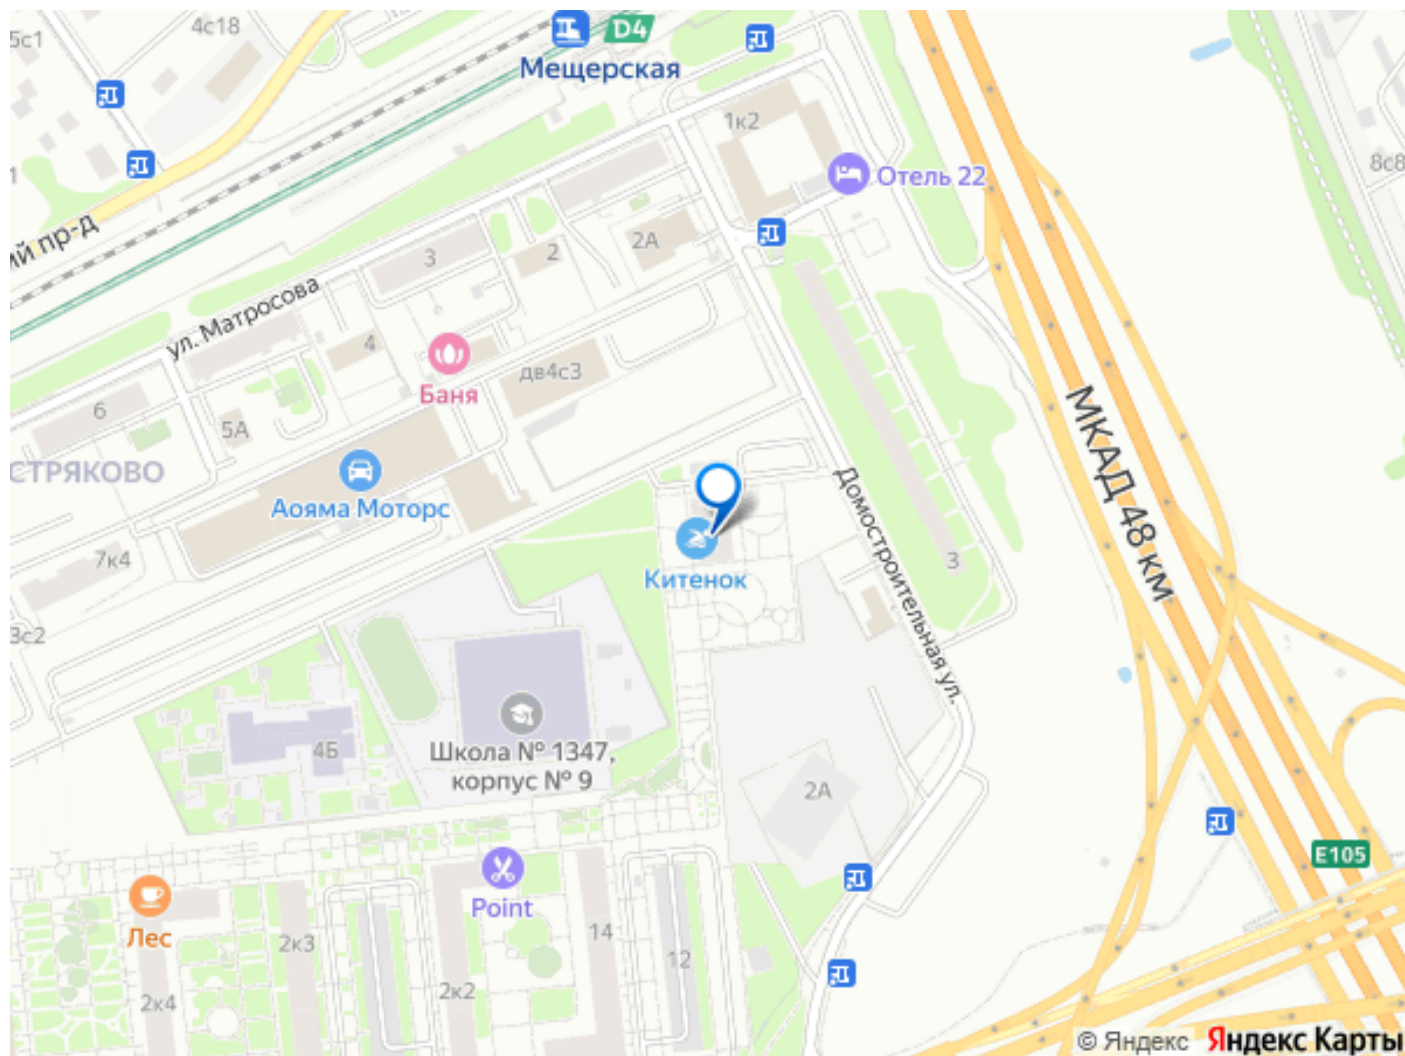 5с1
4с18
D4
Мещерская
1к2
Отель 22
8с8
1
ий пр-д
2А
2
3
ул. Матросова
4
Баня
дв4с3
6
5А
СТРЯКОВО
Аояма Моторс
МКАД 48 км
Домостроительная ул.
7к4
3
Китенок
3с2
4Б
Школа № 1347,
корпус № 9
2А
E105
Point
Лес
2к3
14
12
2к4
2к2
© Яндекс Яндекс Карты